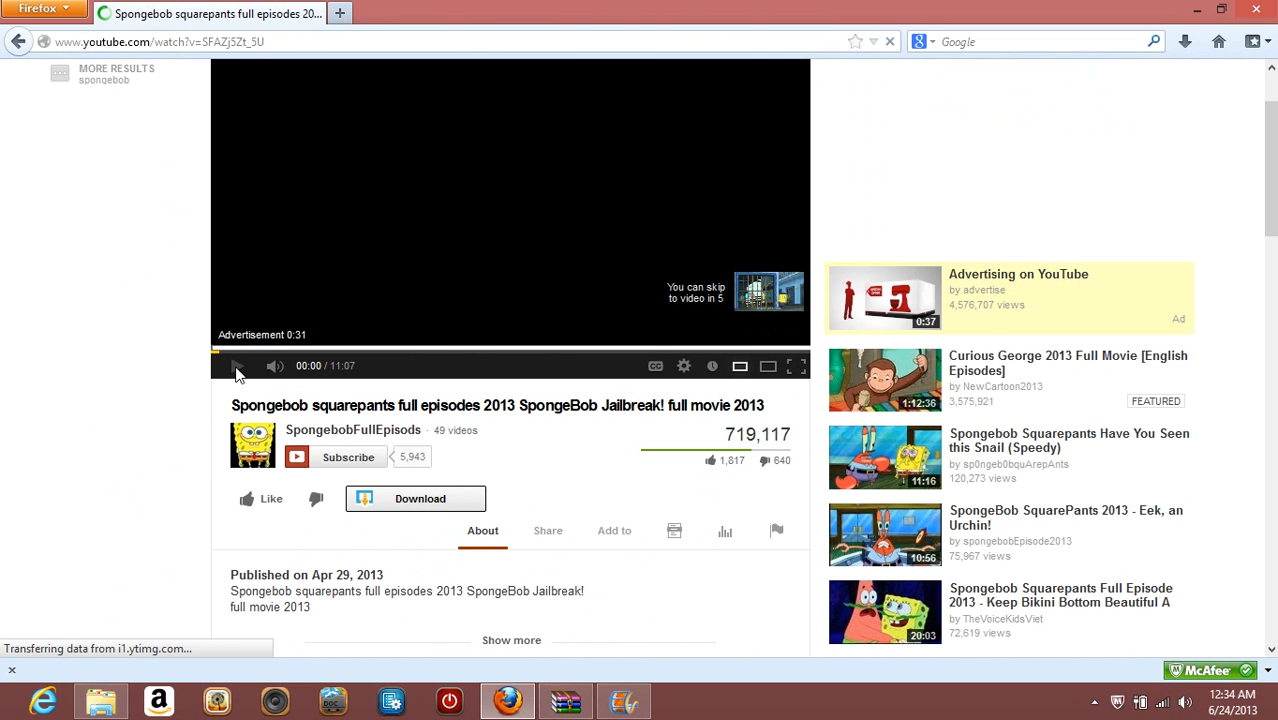 Firefox
Spongebob squarepants full episodes 20...
www.youtube.com/watch?v=SFAZj5Zt_5U
Google
MORE RESULTS
spongebob
You can skip
to video in 5
Advertisement 0:31
00:00 / 11:07
CC
Spongebob squarepants full episodes 2013 SpongeBob Jailbreak! full movie 2013
SpongebobFullEpisods · 49 videos
Subscribe
5,943
719,117
1,817
640
Like
Download
About
Share
Add to
Published on Apr 29, 2013
Spongebob squarepants full episodes 2013 SpongeBob Jailbreak!
full movie 2013
Show more
Advertising on YouTube
by advertise
4,576,707 views
Ad
0:37
Curious George 2013 Full Movie [English
Episodes]
by NewCartoon2013
3,575,921
FEATURED
1:12:36
Spongebob Squarepants Have You Seen
this Snail (Speedy)
by sp0ngeb0bquArepAnts
120,273 views
11:16
SpongeBob SquarePants 2013 - Eek, an
Urchin!
by spongebobEpisode2013
75,967 views
10:56
Spongebob Squarepants Full Episode
2013 - Keep Bikini Bottom Beautiful A
by TheVoiceKidsViet
72,619 views
20:03
Transferring data from i1.ytimg.com...
McAfee
DOC
12:34 AM
6/24/2013